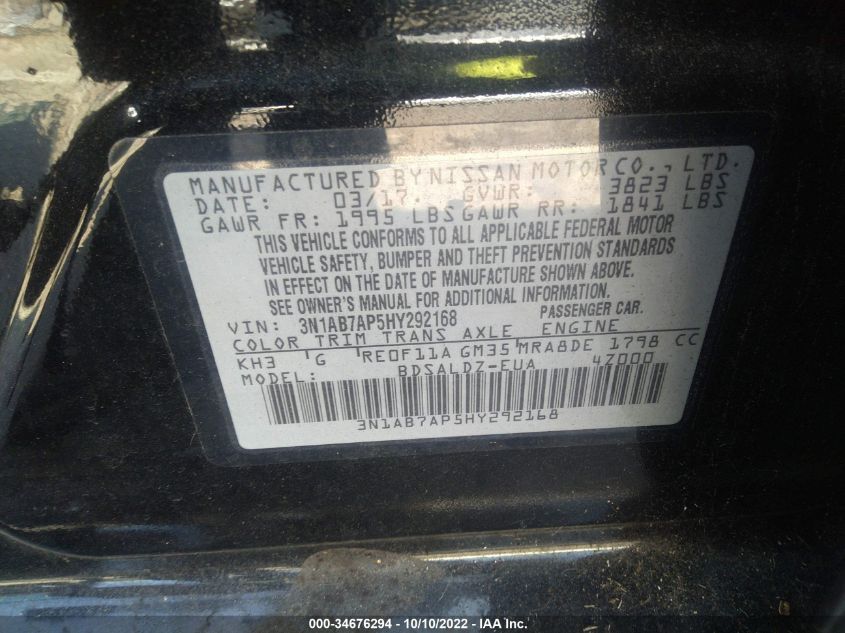 MANUFACTURED BY NISSAN MOTOR CO., LTD.
DATE: 03/17. GVWR: 3823 LBS
GAWR FR: 1995 LBS GAWR RR: 1841 LBS
THIS VEHICLE CONFORMS TO ALL APPLICABLE FEDERAL MOTOR
VEHICLE SAFETY, BUMPER AND THEFT PREVENTION STANDARDS
IN EFFECT ON THE DATE OF MANUFACTURE SHOWN ABOVE.
SEE OWNER'S MANUAL FOR ADDITIONAL INFORMATION.
VIN: 3N1AB7AP5HY292168 PASSENGER CAR.
COLOR TRIM TRANS AXLE ENGINE
KH3 G RE0F11A GM35 MRA8DE 1798 CC
MODEL: BDSALDZ-EUA 4Z000
3N1AB7AP5HY292168
000-34676294 - 10/10/2022 - IAA Inc.